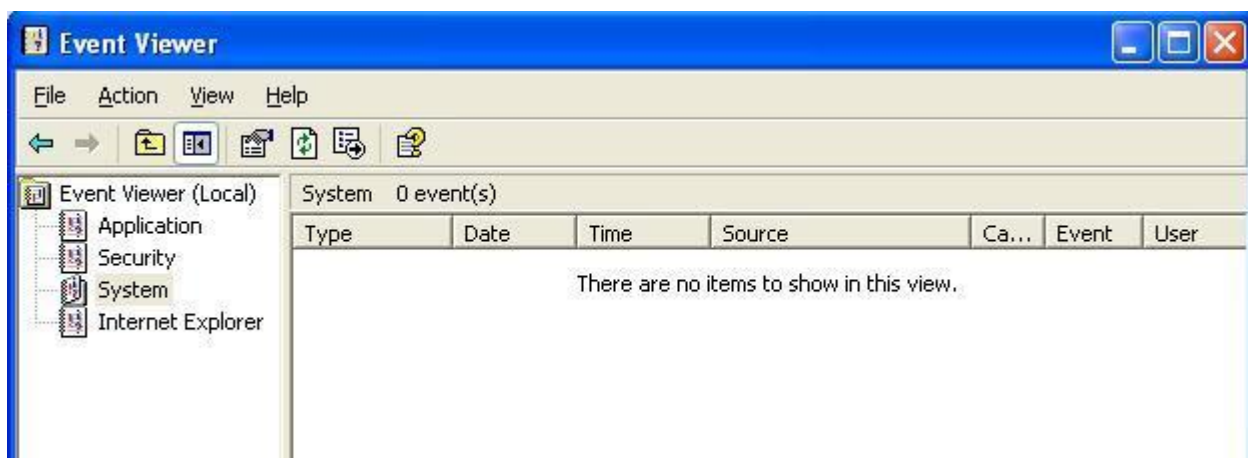 Event Viewer
File Action View Help
Event Viewer (Local)
Application
Security
System
Internet Explorer
System 0 event(s)
Type Date Time Source Ca... Event User
There are no items to show in this view.